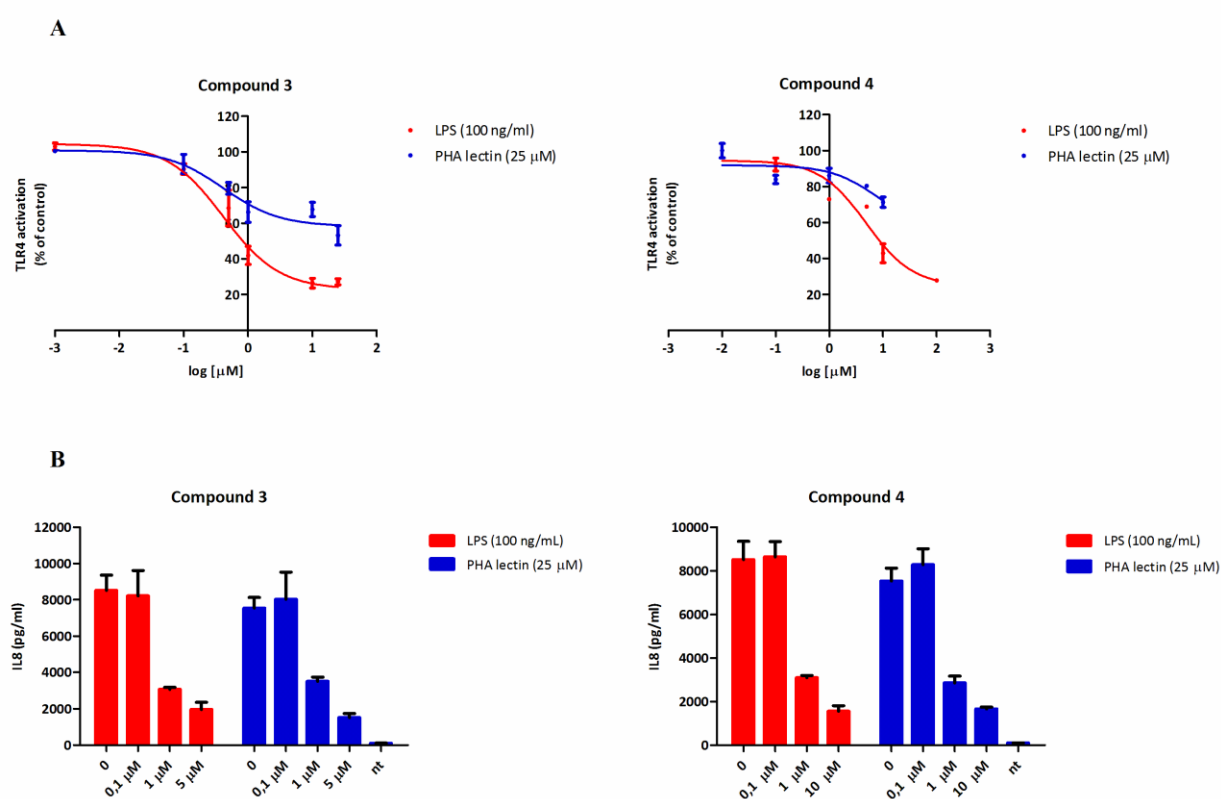 A
Compound 3
120
100
80
60
40
20
-3 -2 -1 0 1 2
log [µM]
TLR4 activation
(% of control)
LPS (100 ng/ml)
PHA lectin (25 µM)
Compound 4
120
100
80
60
40
20
-3 -2 -1 0 1 2 3
log [µM]
TLR4 activation
(% of control)
LPS (100 ng/ml)
PHA lectin (25 µM)
B
Compound 3
12000
10000
8000
6000
4000
2000
0
IL8 (pg/ml)
0 0,1 µM 1 µM 5 µM 0 0,1 µM 1 µM 5 µM nt
LPS (100 ng/mL)
PHA lectin (25 µM)
Compound 4
10000
8000
6000
4000
2000
0
IL8 (pg/ml)
0 0,1 µM 1 µM 10 µM 0 0,1 µM 1 µM 10 µM nt
LPS (100 ng/mL)
PHA lectin (25 µM)